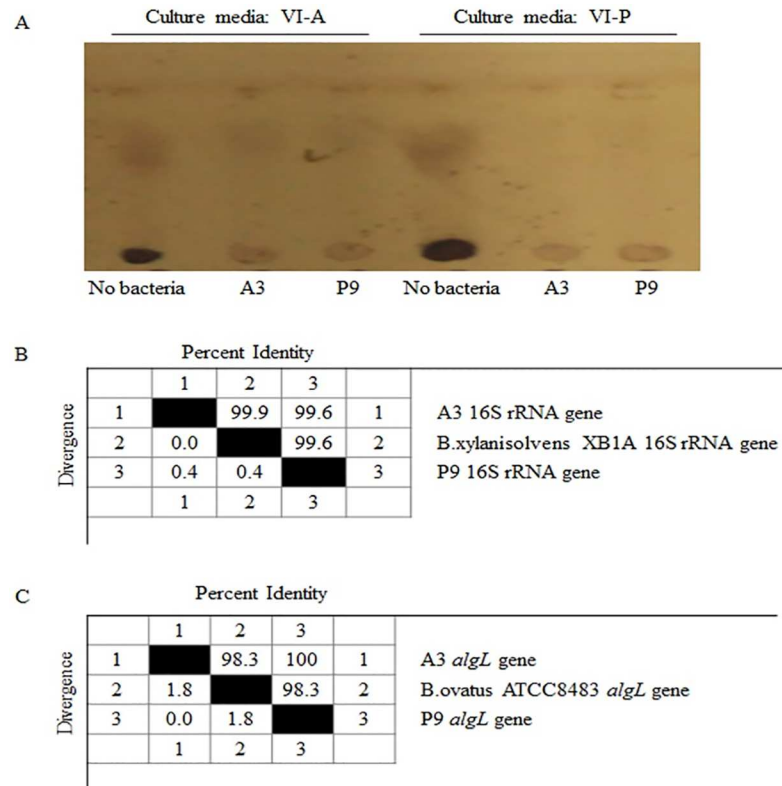 A
Culture media: VI-A Culture media: VI-P
No bacteria A3 P9 No bacteria A3 P9
B
Percent Identity
Divergence
1 2 3
1 99.9 99.6 1 A3 16S rRNA gene
2 0.0 99.6 2 B.xylanisolvens XB1A 16S rRNA gene
3 0.4 0.4 3 P9 16S rRNA gene
1 2 3
C
Percent Identity
Divergence
1 2 3
1 98.3 100 1 A3 algL gene
2 1.8 98.3 2 B.ovatus ATCC8483 algL gene
3 0.0 1.8 3 P9 algL gene
1 2 3